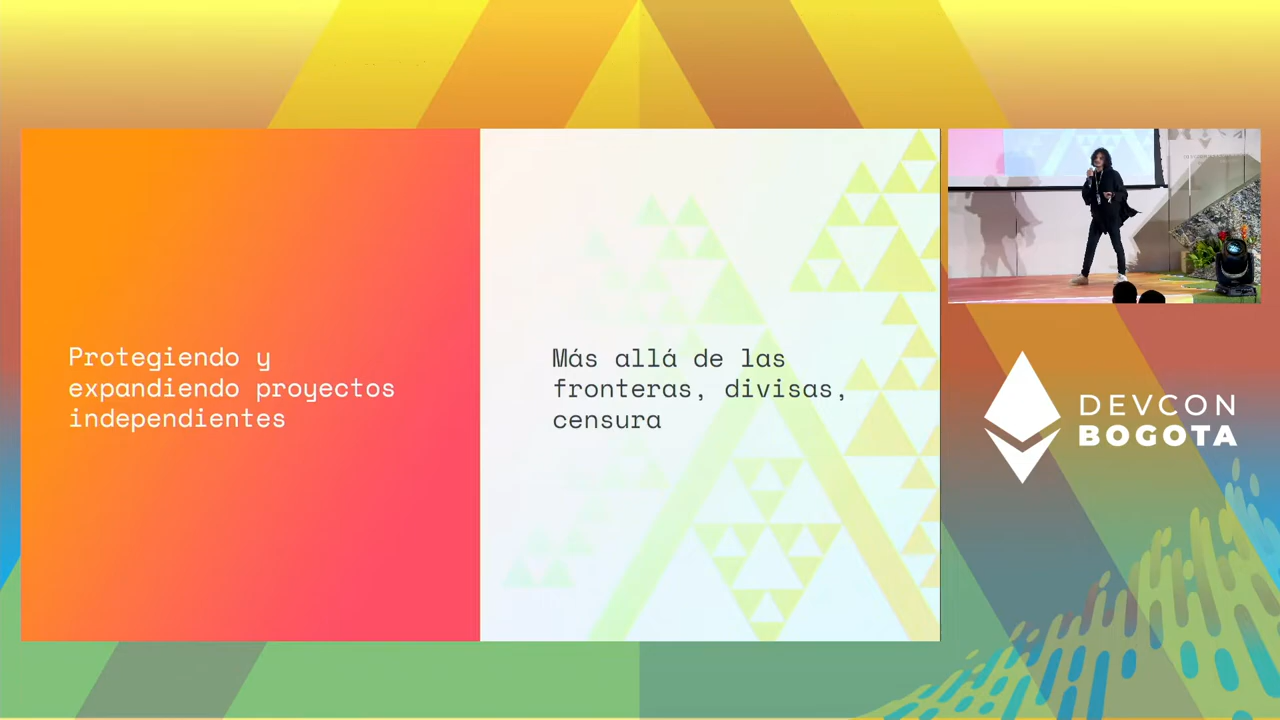 Protegiendo y
expandiendo proyectos
independientes
Más allá de las
fronteras, divisas,
censura
DEVCON
BOGOTA